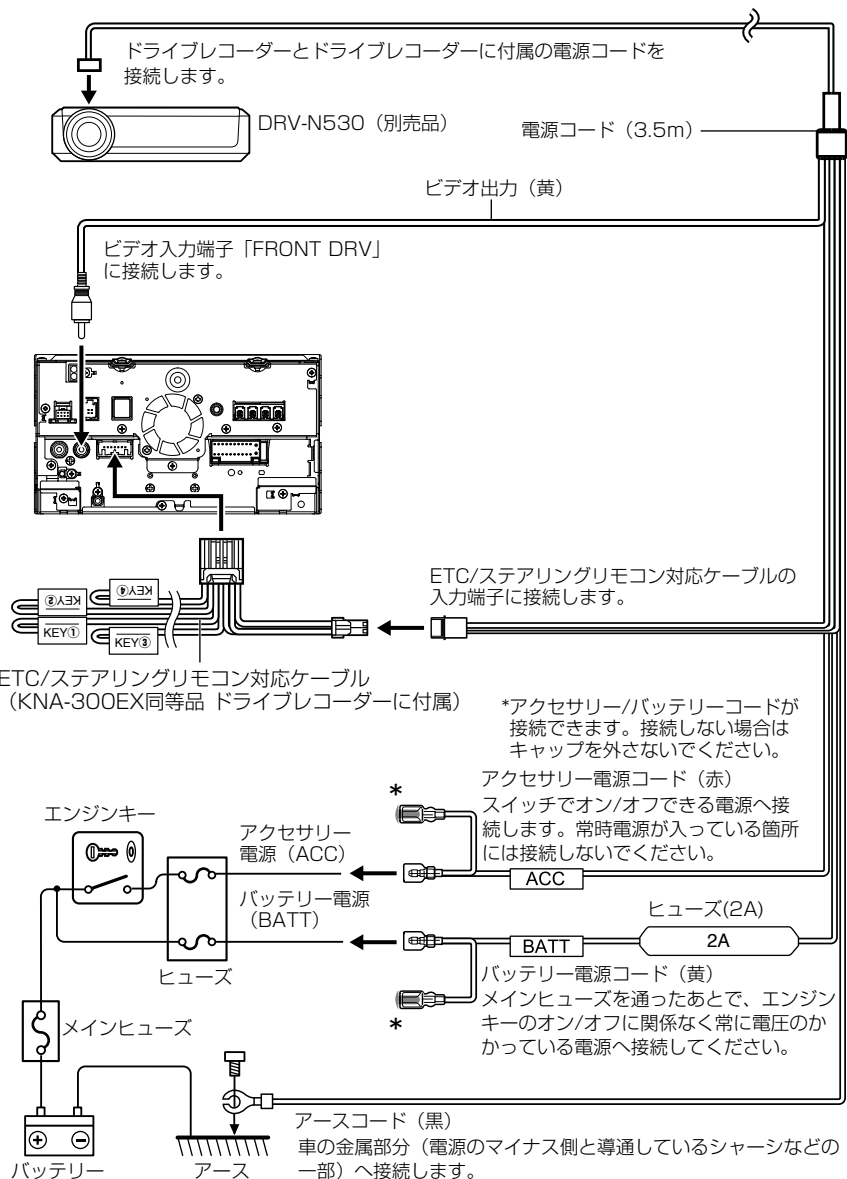 ドライブレコーダーとドライブレコーダーに付属の電源コードを
接続します。
DRV-N530（別売品）
電源コード（3.5m）
ビデオ出力（黄）
ビデオ入力端子「FRONT DRV」
に接続します。
ETC/ステアリングリモコン対応ケーブルの
入力端子に接続します。
KEY②
KEY④
KEY①
KEY③
ETC/ステアリングリモコン対応ケーブル
（KNA-300EX同等品 ドライブレコーダーに付属）
*アクセサリー/バッテリーコードが
接続できます。接続しない場合は
キャップを外さないでください。
*
アクセサリー電源コード（赤）
スイッチでオン/オフできる電源へ接
続します。常時電源が入っている箇所
には接続しないでください。
エンジンキー
アクセサリー
電源（ACC）
ACC
バッテリー電源
（BATT）
ヒューズ(2A)
BATT
2A
ヒューズ
バッテリー電源コード（黄）
メインヒューズを通ったあとで、エンジン
キーのオン/オフに関係なく常に電圧のか
かっている電源へ接続してください。
*
メインヒューズ
アースコード（黒）
車の金属部分（電源のマイナス側と導通しているシャーシなどの
一部）へ接続します。
⊕ ⊖
バッテリー
アース